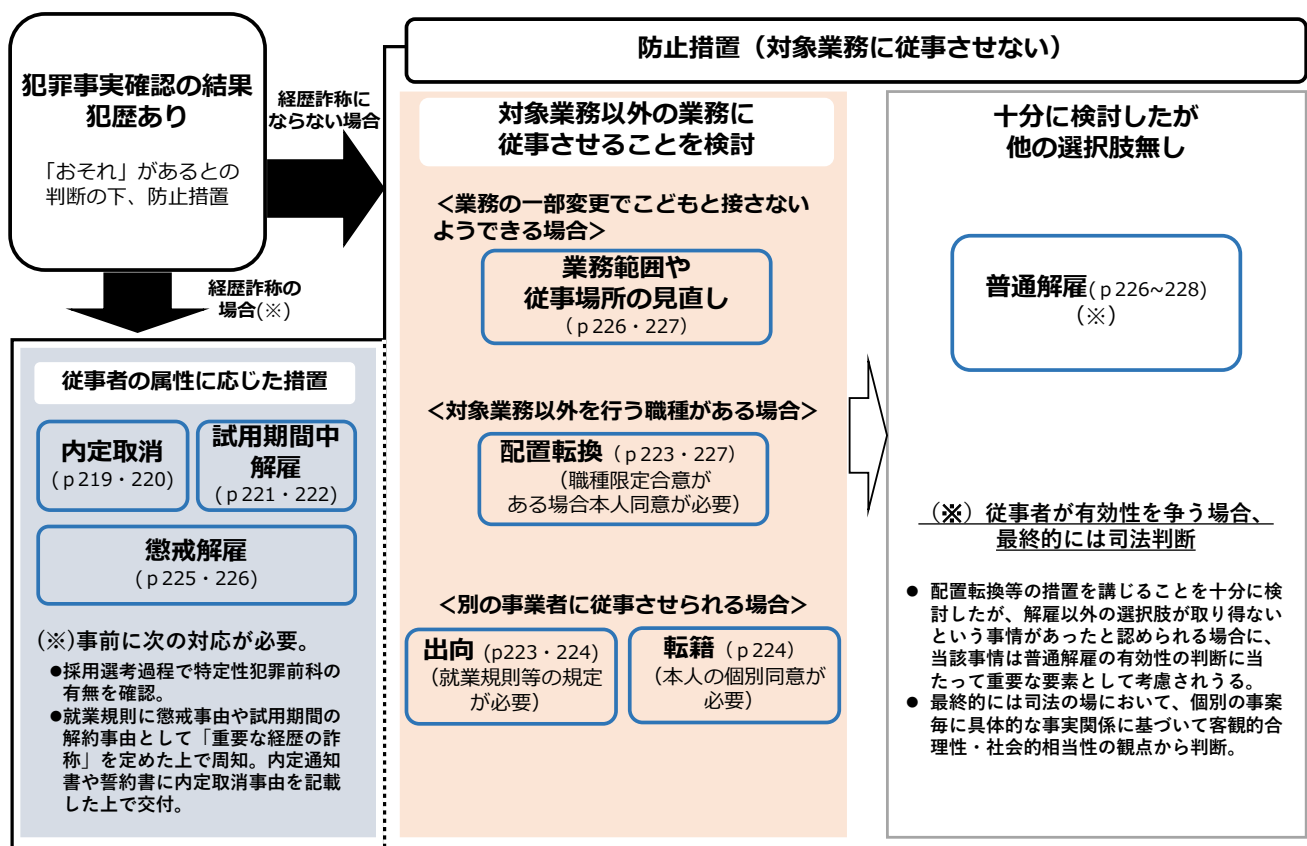 犯罪事実確認の結果
犯歴あり
「おそれ」があるとの
判断の下、防止措置
経歴詐称に
ならない場合
経歴詐称の
場合(※)
従事者の属性に応じた措置
内定取消
(p219・220)
試用期間中
解雇
(p221・222)
懲戒解雇
(p225・226)
(※)事前に次の対応が必要。
●採用選考過程で特定性犯罪前科の
有無を確認。
●就業規則に懲戒事由や試用期間の
解約事由として「重要な経歴の詐
称」を定めた上で周知。内定通知
書や誓約書に内定取消事由を記載
した上で交付。
防止措置（対象業務に従事させない）
対象業務以外の業務に
従事させることを検討
＜業務の一部変更でこどもと接さない
ようできる場合＞
業務範囲や
従事場所の見直し
(p226・227)
＜対象業務以外を行う職種がある場合＞
配置転換（p223・227）
（職種限定合意が
ある場合本人同意が必要）
＜別の事業者に従事させられる場合＞
出向 (p223・224)
（就業規則等の規定
が必要）
転籍（p224）
（本人の個別同意が
必要）
十分に検討したが
他の選択肢無し
普通解雇(p226~228)
（※）
（※）従事者が有効性を争う場合、
最終的には司法判断
● 配置転換等の措置を講じることを十分に検
討したが、解雇以外の選択肢が取り得ない
という事情があったと認められる場合に、
当該事情は普通解雇の有効性の判断に当
たって重要な要素として考慮されうる。
● 最終的には司法の場において、個別の事案
毎に具体的な事実関係に基づいて客観的合
理性・社会的相当性の観点から判断。